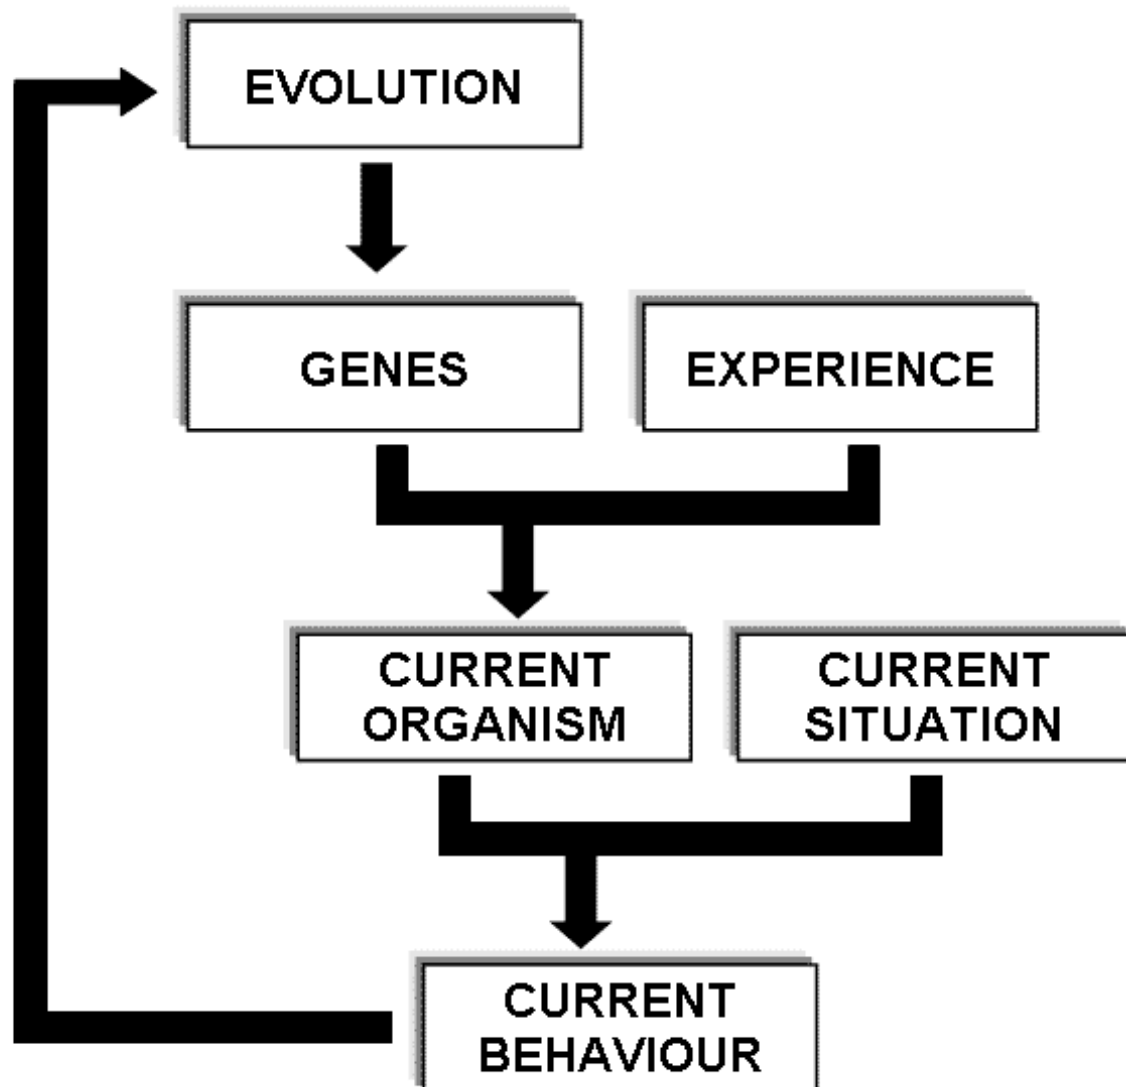 EVOLUTION
GENES
EXPERIENCE
CURRENT
ORGANISM
CURRENT
SITUATION
CURRENT
BEHAVIOUR